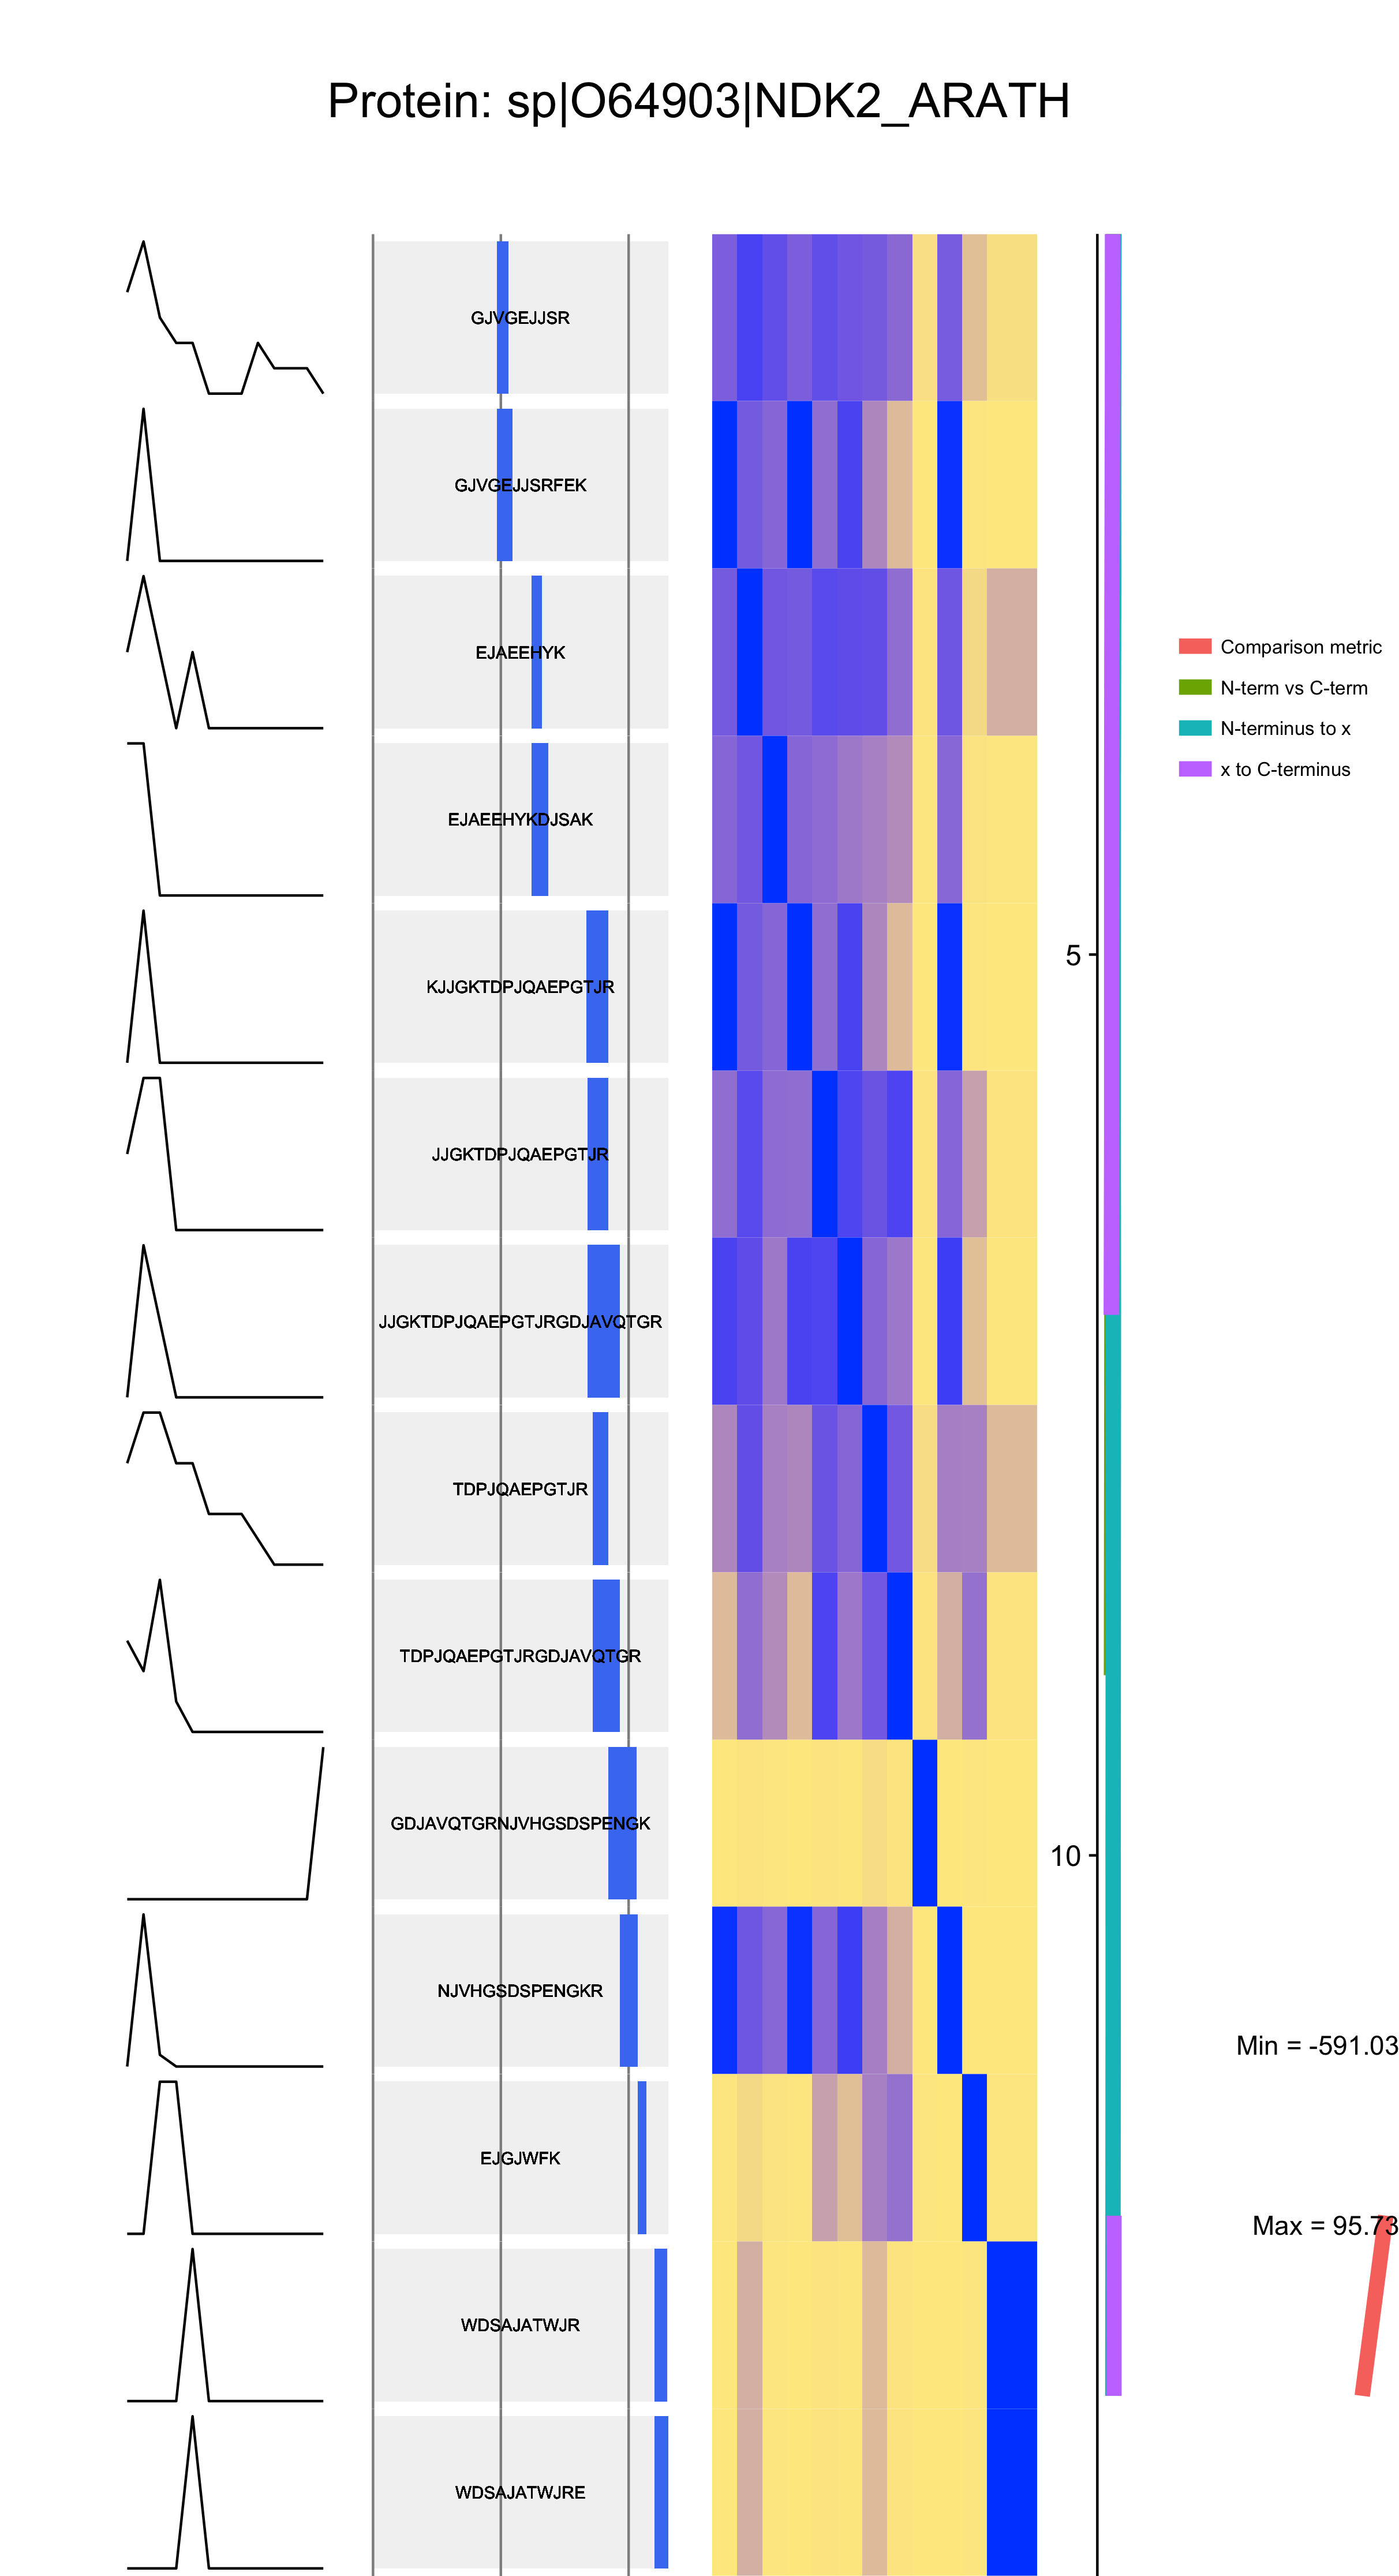 Protein: sp|O64903|NDK2_ARATH
GJVGEJJSR
GJVGEJJSRFEK
EJAEEHYK
Comparison metric
N-term vs C-term
N-terminus to x
x to C-terminus
EJAEEHYKDJSAK
5
KJJGKTDPJQAEPGTJR
JJGKTDPJQAEPGTJR
JJGKTDPJQAEPGTJRGDJAVQTGR
TDPJQAEPGTJR
TDPJQAEPGTJRGDJAVQTGR
GDJAVQTGRNJVHGSDSPENGK
10
NJVHGSDSPENGKR
Min = -591.03
EJGJWFK
Max = 95.73
WDSAJATWJR
WDSAJATWJRE